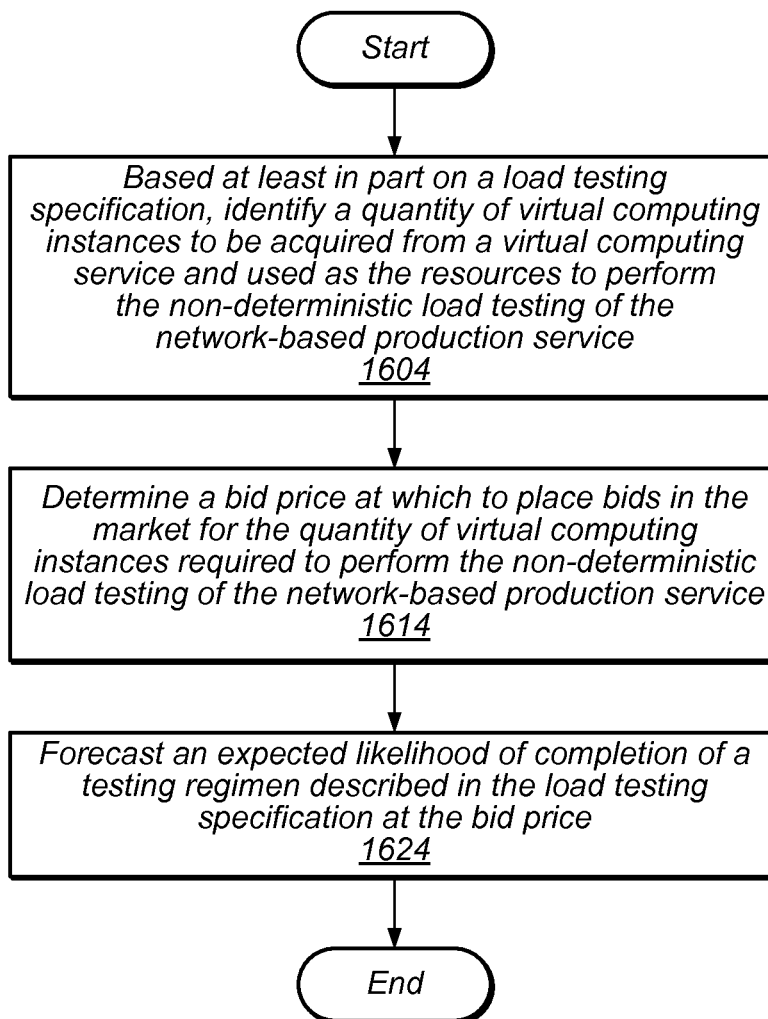 Start
Based at least in part on a load testing
specification, identify a quantity of virtual computing
instances to be acquired from a virtual computing
service and used as the resources to perform
the non-deterministic load testing of the
network-based production service
1604
Determine a bid price at which to place bids in the
market for the quantity of virtual computing
instances required to perform the non-deterministic
load testing of the network-based production service
1614
Forecast an expected likelihood of completion of a
testing regimen described in the load testing
specification at the bid price
1624
End